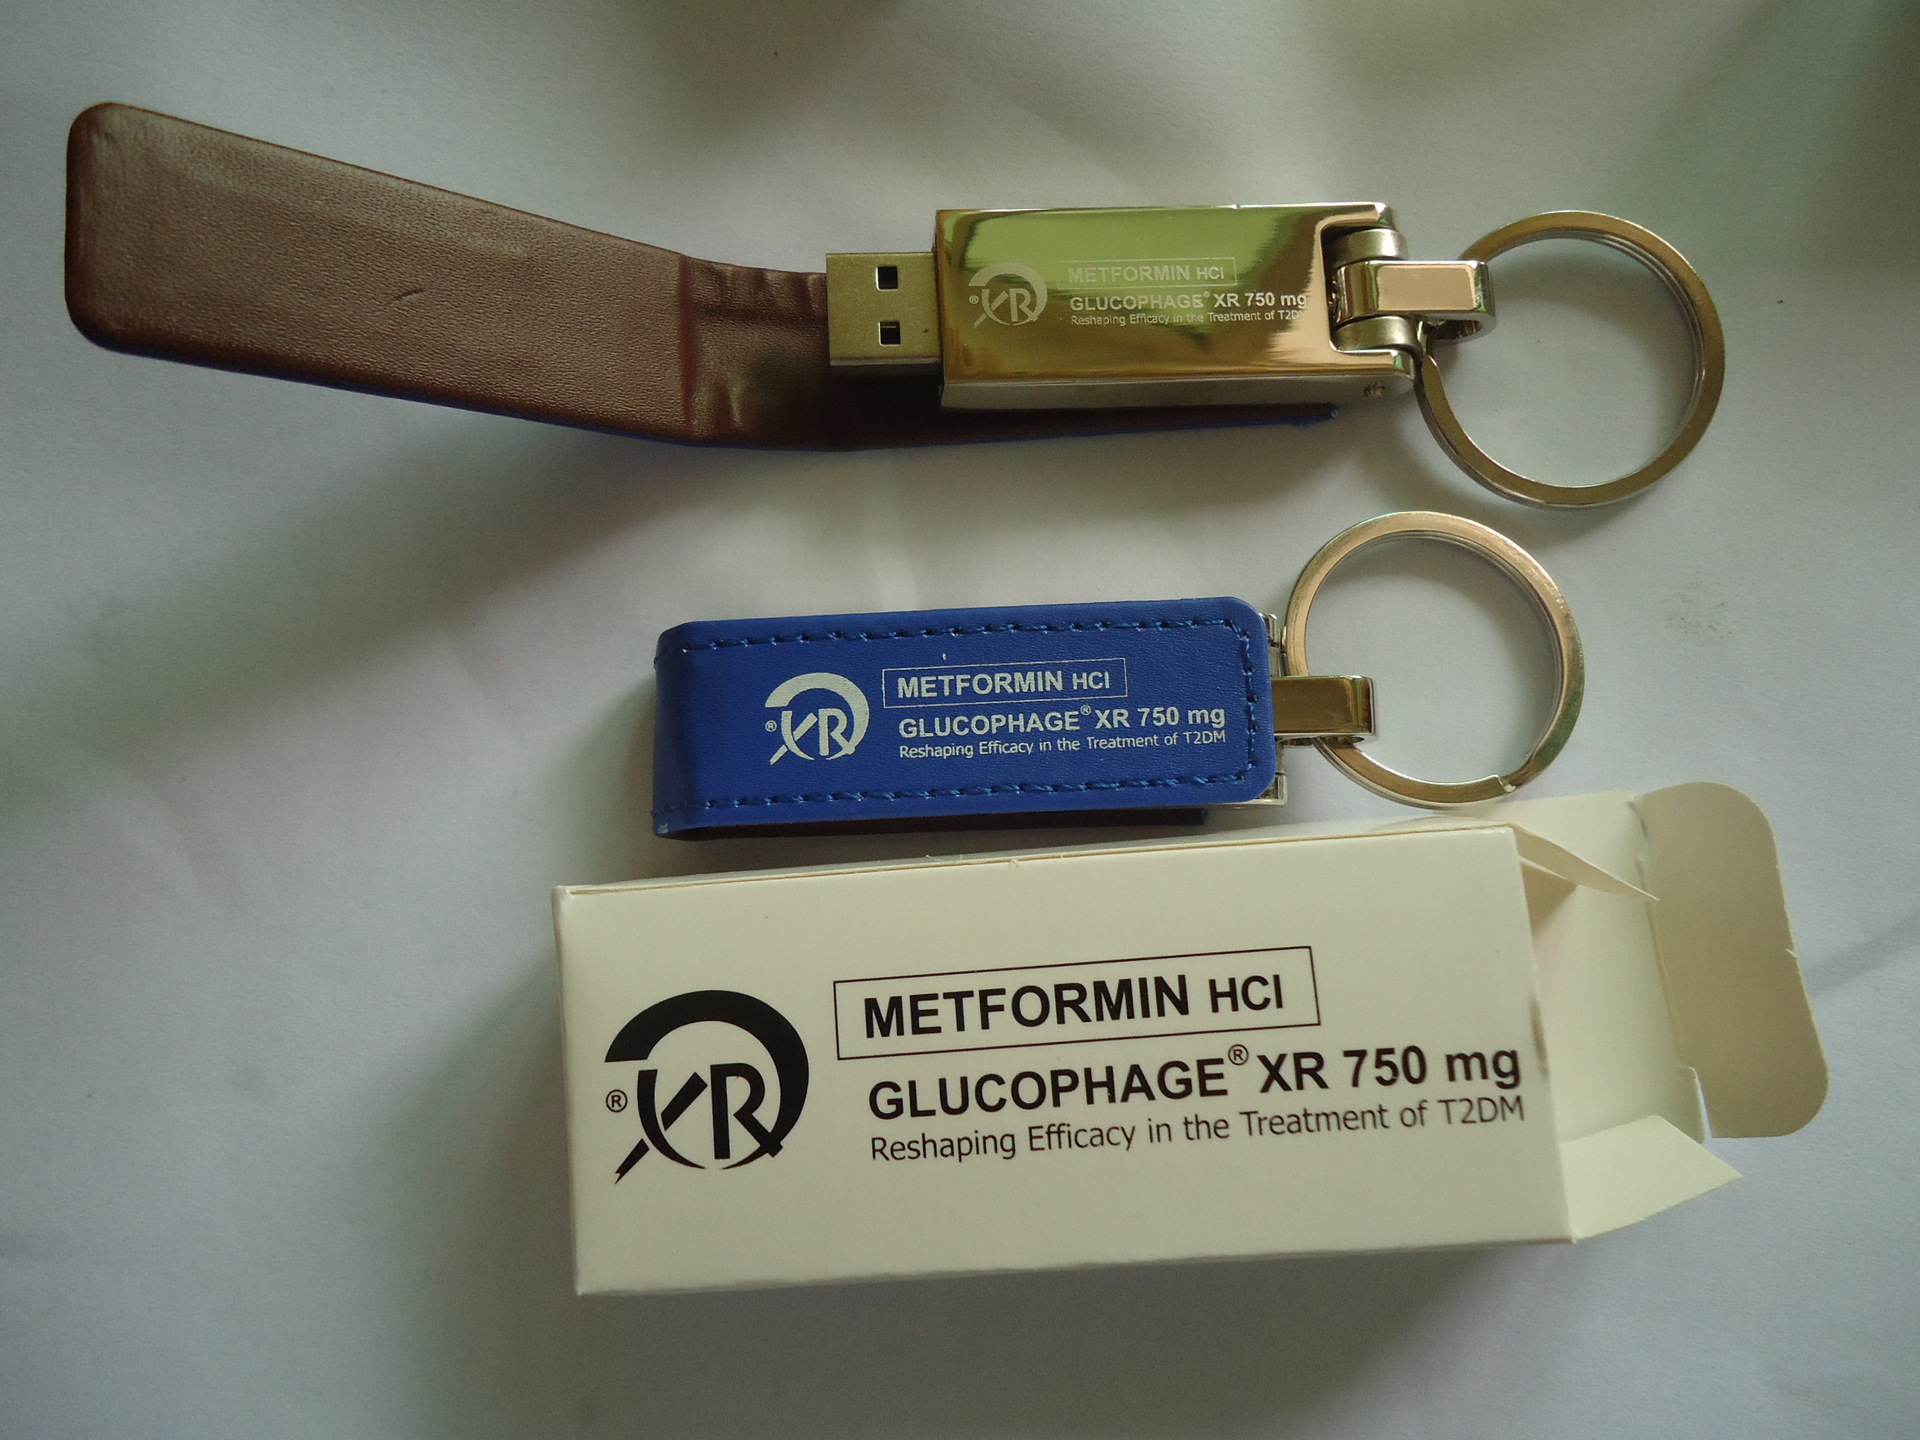 METFORMIN HCl
® XR GLUCOPHAGE® XR 750 mg
Reshaping Efficacy in the Treatment of T2DM
METFORMIN HCl
® XR GLUCOPHAGE® XR 750 mg
Reshaping Efficacy in the Treatment of T2DM
METFORMIN HCl
® XR GLUCOPHAGE® XR 750 mg
Reshaping Efficacy in the Treatment of T2DM